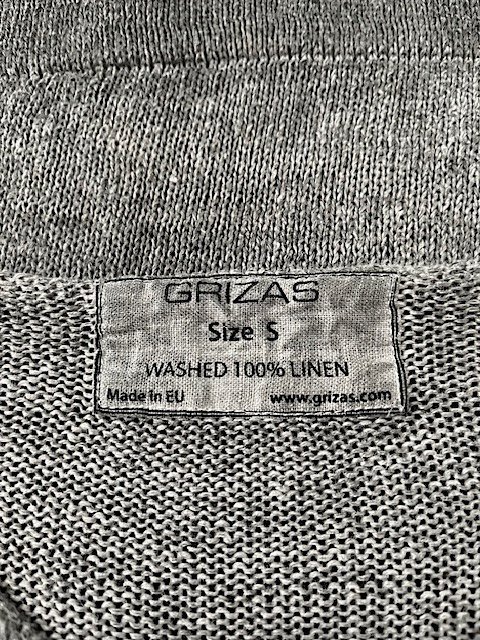 GRIZAS
Size S
WASHED 100% LINEN
Made in EU www.grizas.com